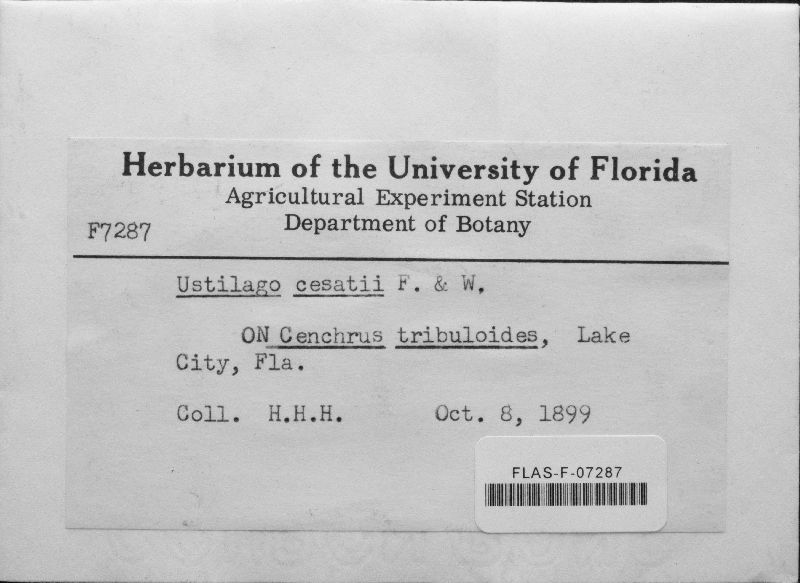 Herbarium of the University of Florida
Agricultural Experiment Station
Department of Botany
F7287
Ustilago cesatii F. & W.
ON Cenchrus tribuloides, Lake
City, Fla.
Coll. H.H.H. Oct. 8, 1899
FLAS-F-07287